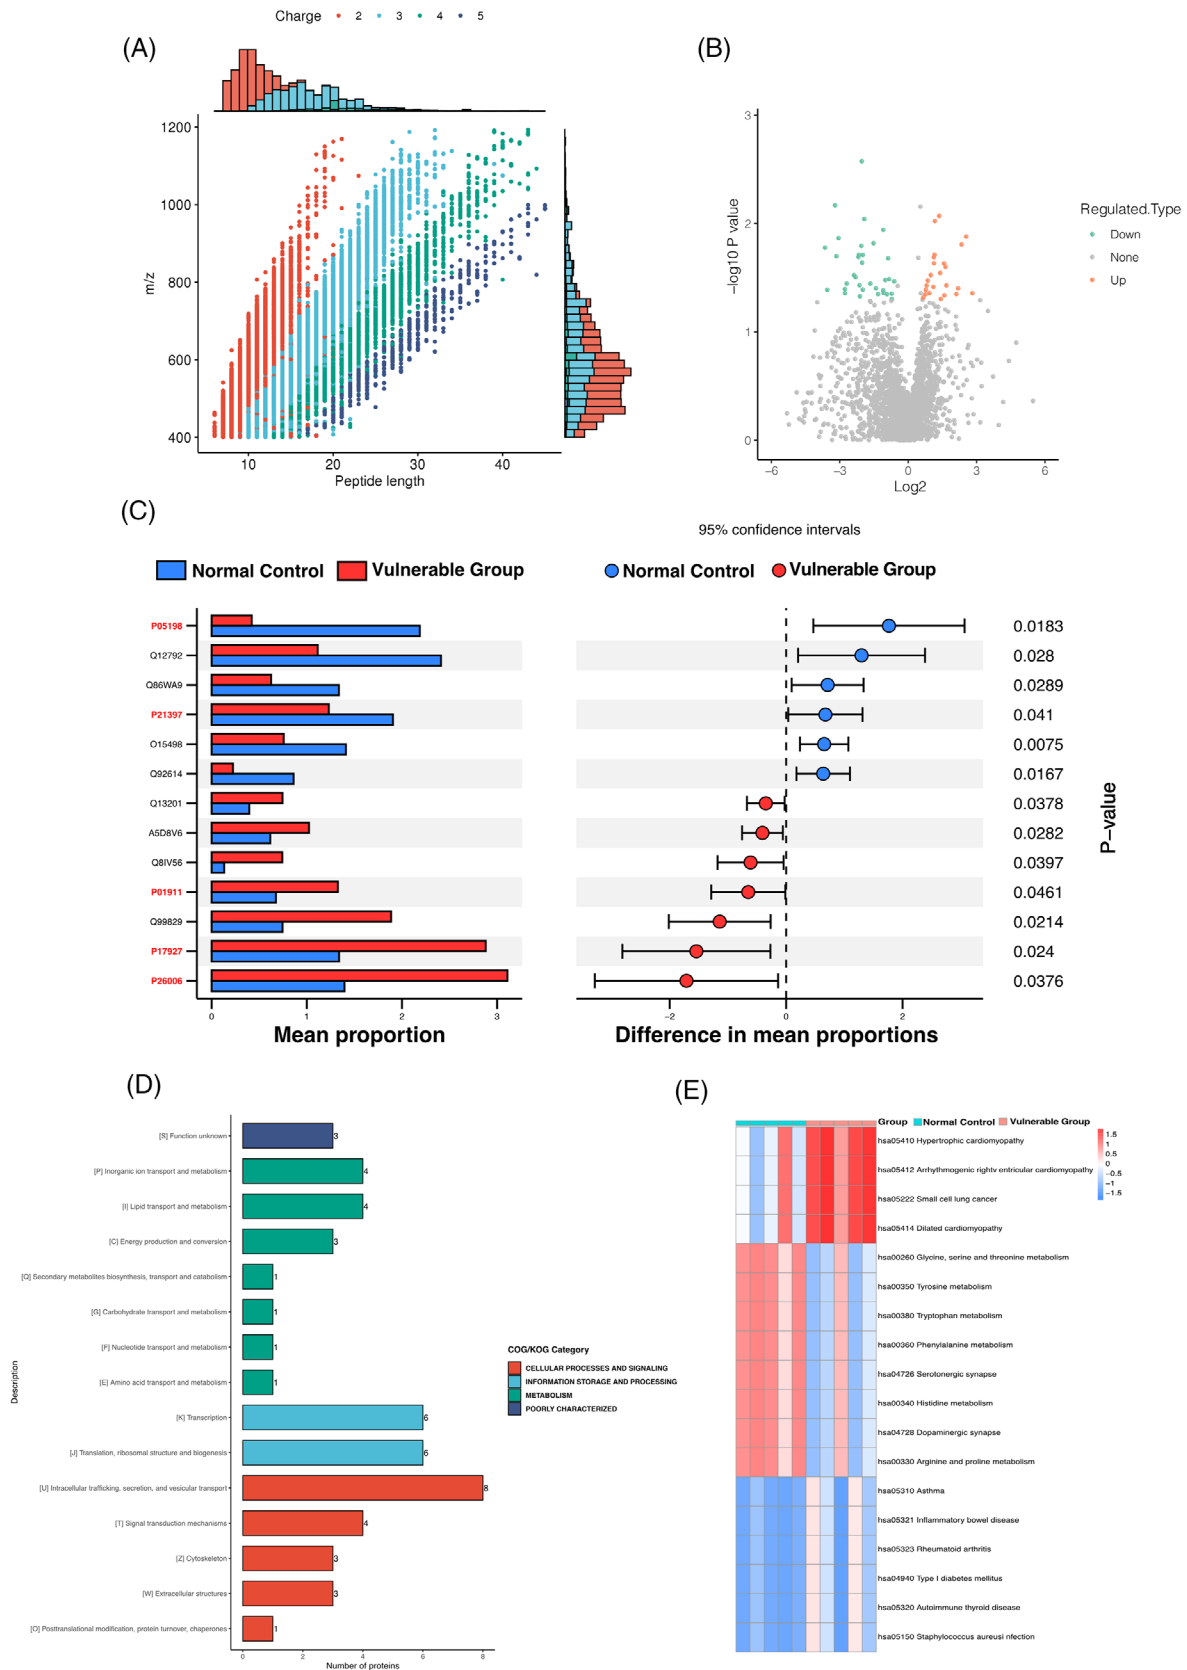 Charge 2 3 4 5
(A)
1200
1000
800
600
400
m/z
10 20 30 40
Peptide length
(B)
3
2
1
0
−log10 P value
−6 −3 0 3 6
Log2
Regulated.Type
Down
None
Up
(C)
95% confidence intervals
Normal Control Vulnerable Group
Normal Control Vulnerable Group
P05198 0.0183
Q12792 0.028
Q86WA9 0.0289
P21397 0.041
O15498 0.0075
Q92614 0.0167
Q13201 0.0378
A5D8V6 0.0282
Q8IV56 0.0397
P01911 0.0461
Q99829 0.0214
P17927 0.024
P26006 0.0376
P−value
0 1 2 3
−2 0 2
Mean proportion
Difference in mean proportions
(D)
[S] Function unknown 3
[P] Inorganic ion transport and metabolism 4
[I] Lipid transport and metabolism 4
[C] Energy production and conversion 3
[Q] Secondary metabolites biosynthesis, transport and catabolism 1
[G] Carbohydrate transport and metabolism 1
[F] Nucleotide transport and metabolism 1
[E] Amino acid transport and metabolism 1
[K] Transcription 6
[J] Translation, ribosomal structure and biogenesis 6
[U] Intracellular trafficking, secretion, and vesicular transport 8
[T] Signal transduction mechanisms 4
[Z] Cytoskeleton 3
[W] Extracellular structures 3
[O] Posttranslational modification, protein turnover, chaperones 1
Description
0 2 4 6 8
Number of proteins
COG/KOG Category
CELLULAR PROCESSES AND SIGNALING
INFORMATION STORAGE AND PROCESSING
METABOLISM
POORLY CHARACTERIZED
(E)
Group Normal Control Vulnerable Group
1.5
1
0.5
0
−0.5
−1
−1.5
hsa05410 Hypertrophic cardiomyopathy
hsa05412 Arrhythmogenic rightv entricular cardiomyopathy
hsa05222 Small cell lung cancer
hsa05414 Dilated cardiomyopathy
hsa00260 Glycine, serine and threonine metabolism
hsa00350 Tyrosine metabolism
hsa00380 Tryptophan metabolism
hsa00360 Phenylalanine metabolism
hsa04726 Serotonergic synapse
hsa00340 Histidine metabolism
hsa04728 Dopaminergic synapse
hsa00330 Arginine and proline metabolism
hsa05310 Asthma
hsa05321 Inflammatory bowel disease
hsa05323 Rheumatoid arthritis
hsa04940 Type I diabetes mellitus
hsa05320 Autoimmune thyroid disease
hsa05150 Staphylococcus aureusi nfection